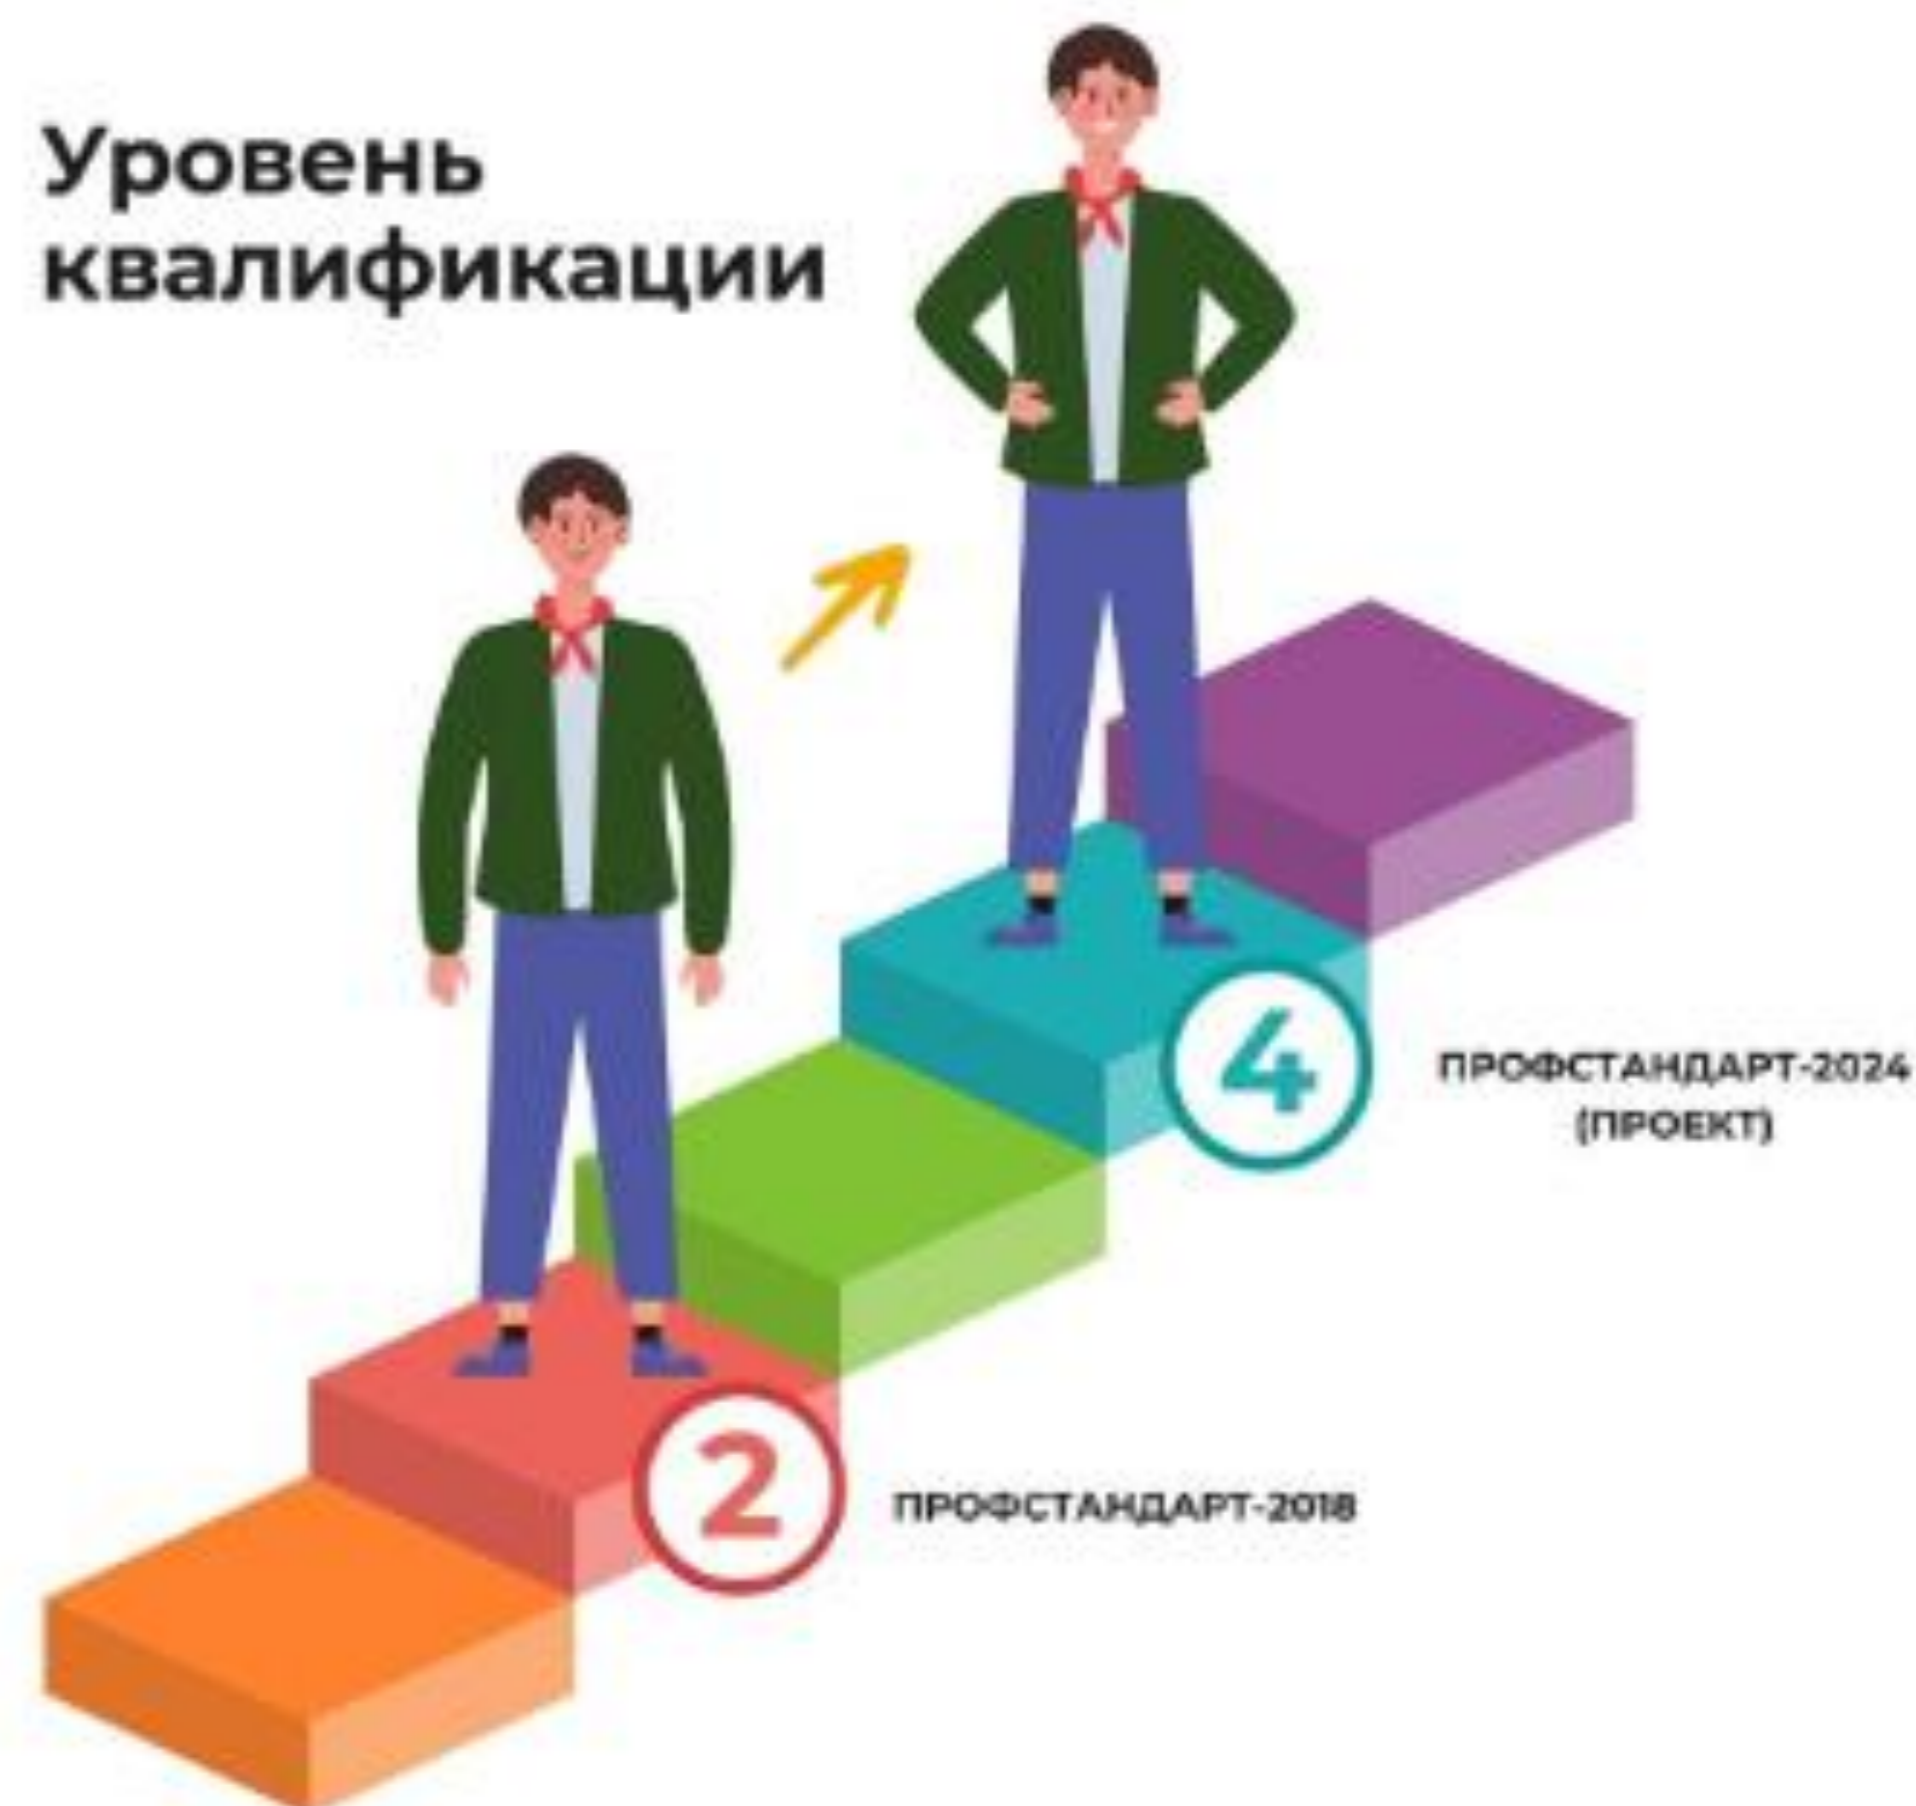 Уровень
квалификации
4
ПРОФСТАНДАРТ-2024
(ПРОЕКТ)
2
ПРОФСТАНДАРТ-2018